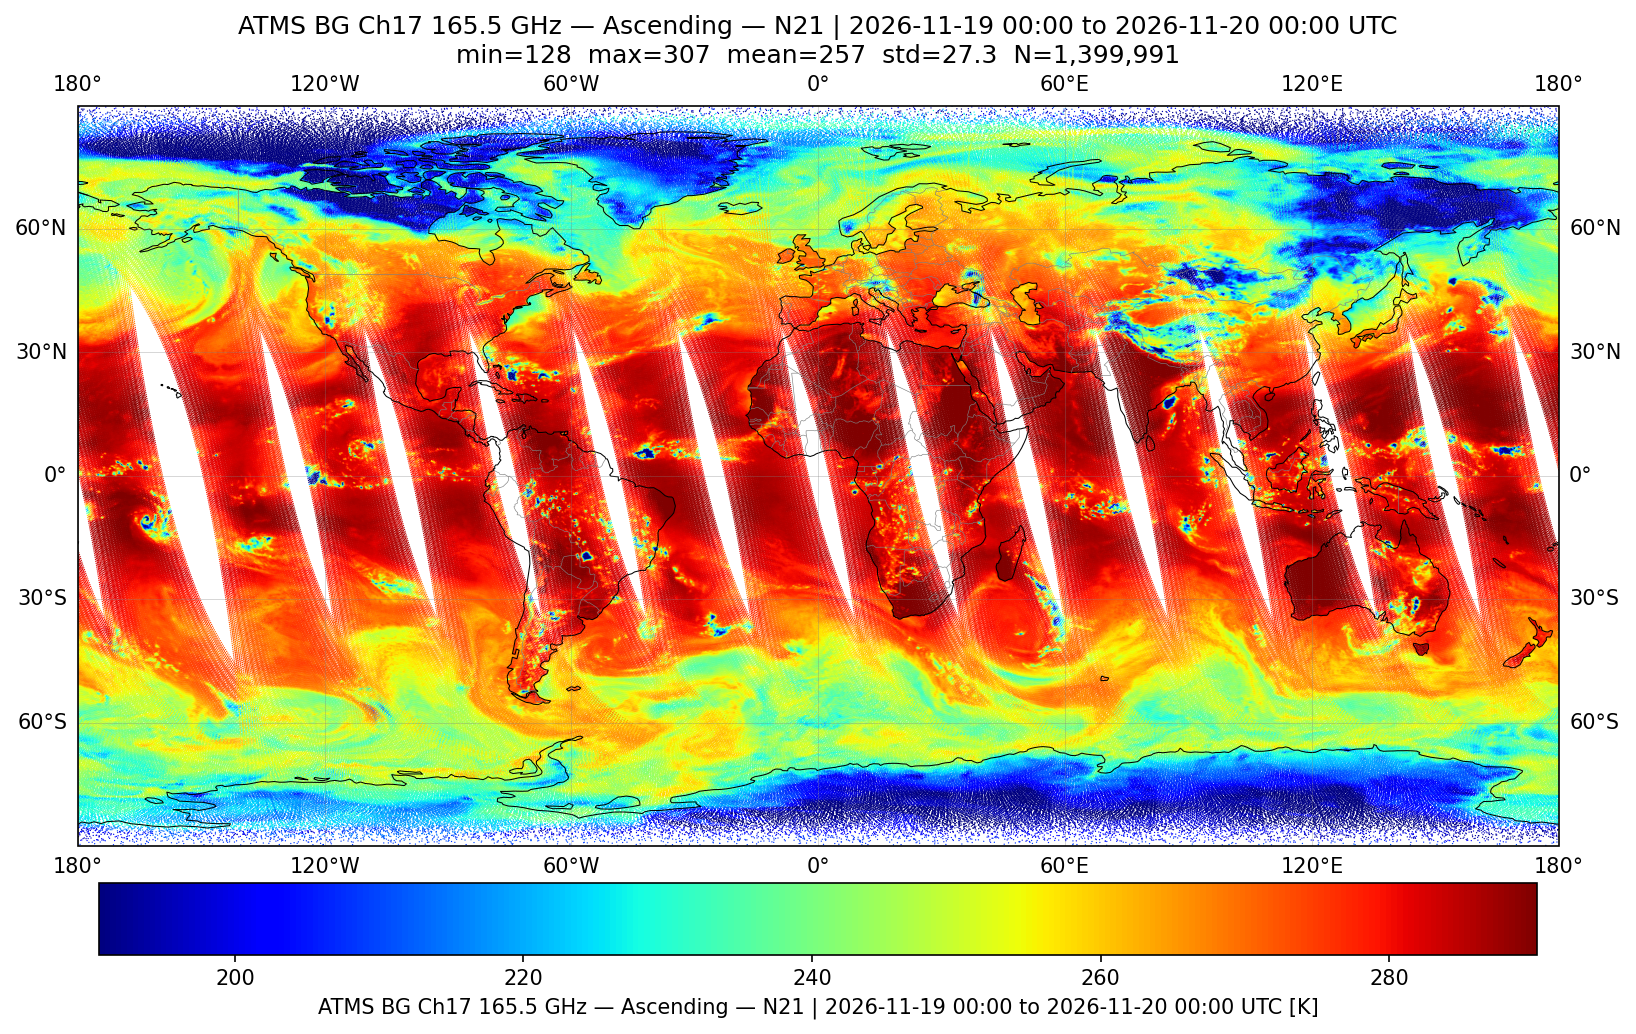 ATMS BG Ch17 165.5 GHz — Ascending — N21 | 2026-11-19 00:00 to 2026-11-20 00:00 UTC
min=128  max=307  mean=257  std=27.3  N=1,399,991
180° 120°W 60°W 0° 60°E 120°E 180°
60°N 60°N
30°N 30°N
0° 0°
30°S 30°S
60°S 60°S
180° 120°W 60°W 0° 60°E 120°E 180°
200 220 240 260 280
ATMS BG Ch17 165.5 GHz — Ascending — N21 | 2026-11-19 00:00 to 2026-11-20 00:00 UTC [K]